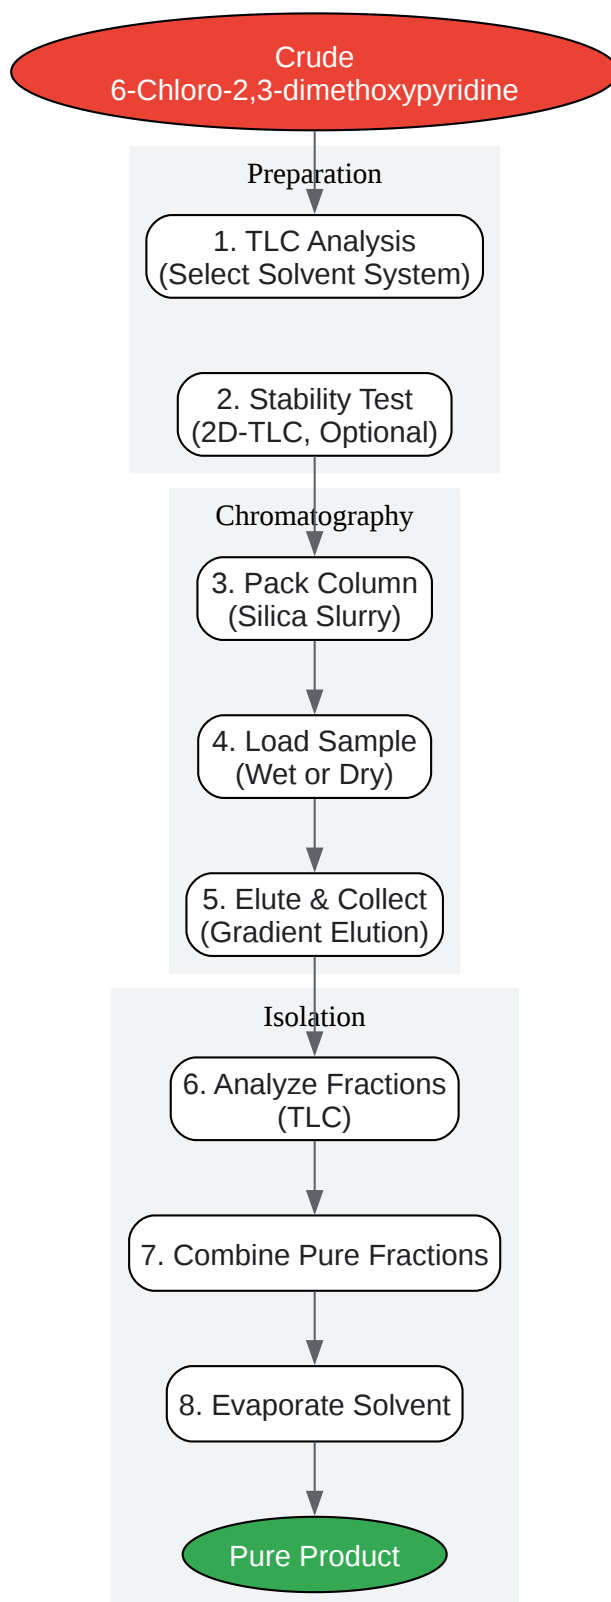 Crude
6-Chloro-2,3-dimethoxypyridine
Preparation
1. TLC Analysis
(Select Solvent System)
2. Stability Test
(2D-TLC, Optional)
Chromatography
3. Pack Column
(Silica Slurry)
4. Load Sample
(Wet or Dry)
5. Elute & Collect
(Gradient Elution)
Isolation
6. Analyze Fractions
(TLC)
7. Combine Pure Fractions
8. Evaporate Solvent
Pure Product